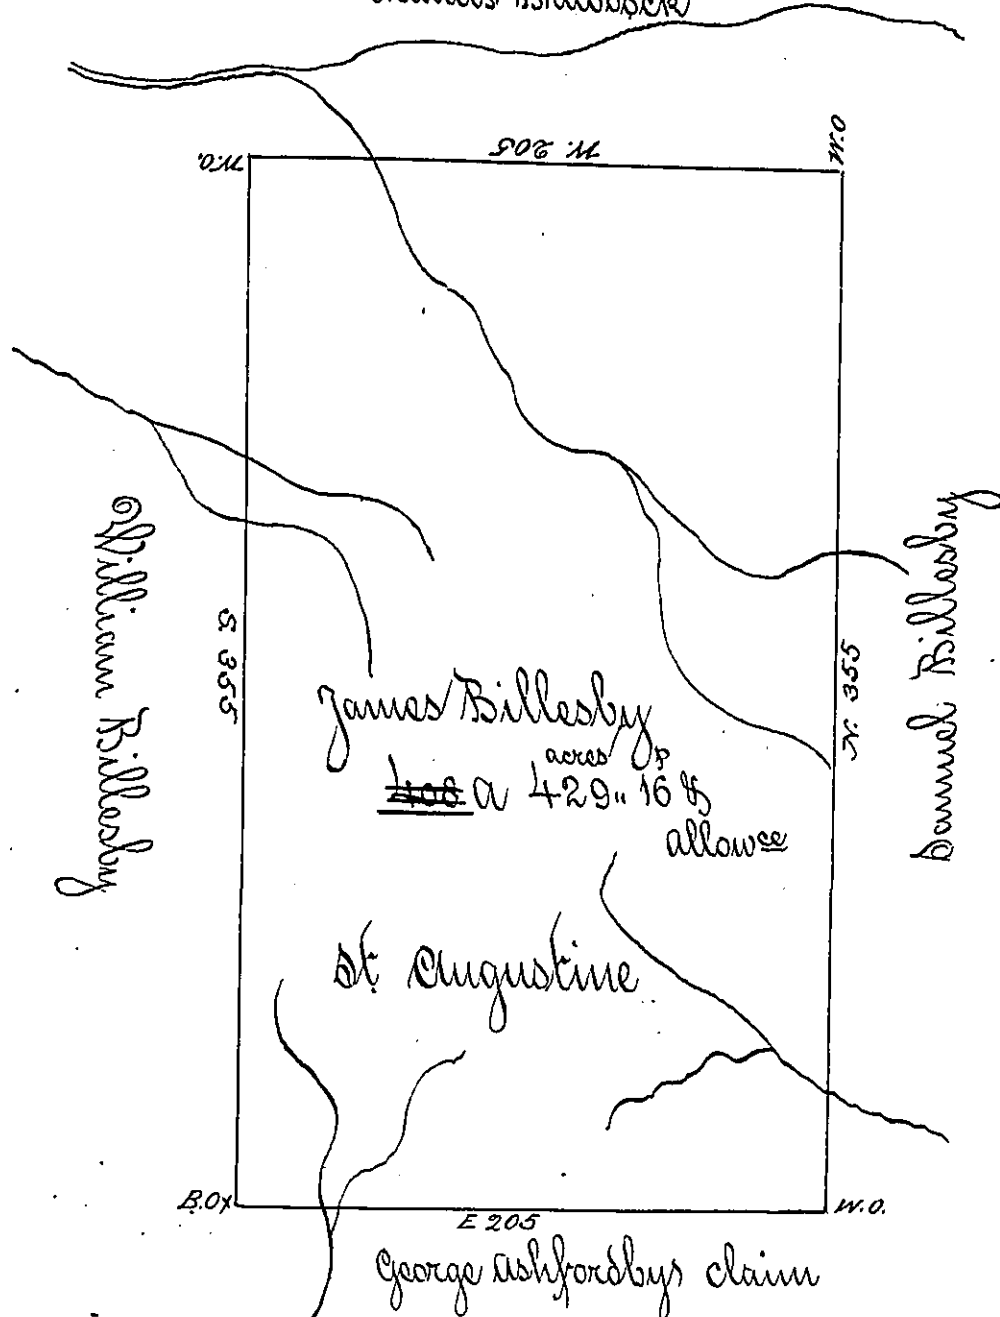 W. 205
W.O.
W.O.
William Billesby
S. 355
Samuel Billesby
N. 355
James Billesby
408 a 429 acres „ 16 p &
allowce
St Augustine
B.O.
W.O.
E 205
George Ashfordbys claim